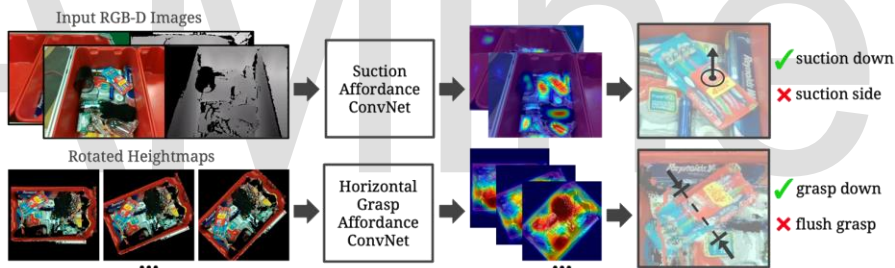 Input RGB-D Images
Suction
Affordance
ConvNet
suction down
suction side
Rotated Heightmaps
Horizontal
Grasp
Affordance
ConvNet
grasp down
flush grasp
...
...